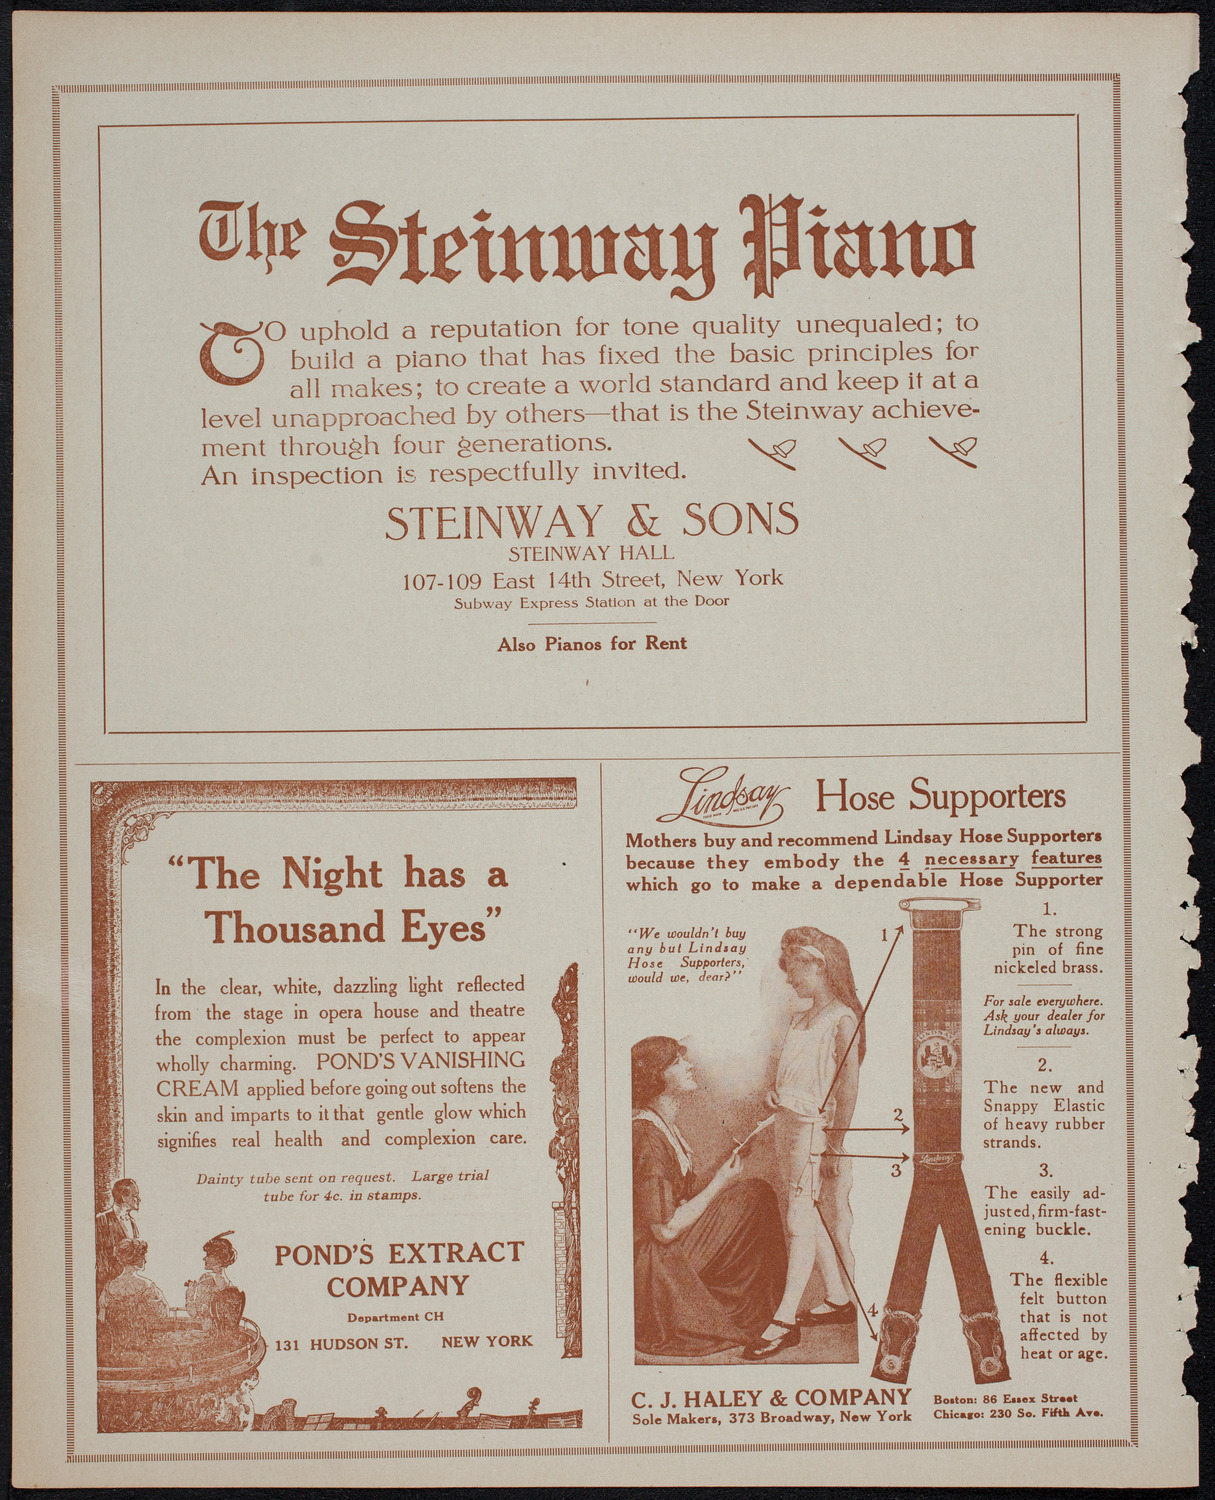 The Steinway Piano
TO uphold a reputation for tone quality unequaled; to
build a piano that has fixed the basic principles for
all makes; to create a world standard and keep it at a
level unapproached by others—that is the Steinway achieve-
ment through four generations.
An inspection is respectfully invited.
STEINWAY & SONS
STEINWAY HALL
107-109 East 14th Street, New York
Subway Express Station at the Door
Also Pianos for Rent
"The Night has a
Thousand Eyes"
In the clear, white, dazzling light reflected
from the stage in opera house and theatre
the complexion must be perfect to appear
wholly charming. POND'S VANISHING
CREAM applied before going out softens the
skin and imparts to it that gentle glow which
signifies real health and complexion care.
Dainty tube sent on request. Large trial
tube for 4c. in stamps.
POND'S EXTRACT
COMPANY
Department CH
131 HUDSON ST. NEW YORK
Lindsay Hose Supporters
Mothers buy and recommend Lindsay Hose Supporters
because they embody the 4 necessary features
which go to make a dependable Hose Supporter
"We wouldn't buy
any but Lindsay
Hose Supporters,
would we, dear?"
1
2
3
4
LINDSAY
Lindsay
1.
The strong
pin of fine
nickeled brass.
For sale everywhere.
Ask your dealer for
Lindsay's always.
2.
The new and
Snappy Elastic
of heavy rubber
strands.
3.
The easily ad-
justed, firm-fast-
ening buckle.
4.
The flexible
felt button
that is not
affected by
heat or age.
C. J. HALEY & COMPANY
Sole Makers, 373 Broadway, New York
Boston: 86 Essex Street
Chicago: 230 So. Fifth Ave.